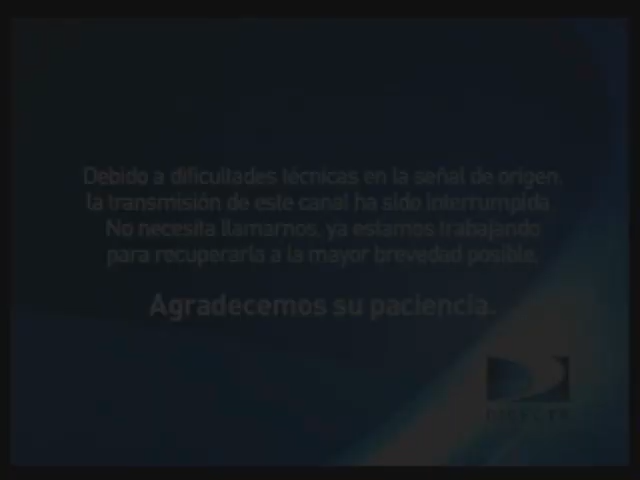 Debido a dificultades técnicas en la señal de origen,
la transmisión de este canal ha sido interrumpida
No necesita llamarnos, ya estamos trabajando
para recuperarla a la mayor brevedad posible.
Agradecemos su paciencia.
DIRECTV